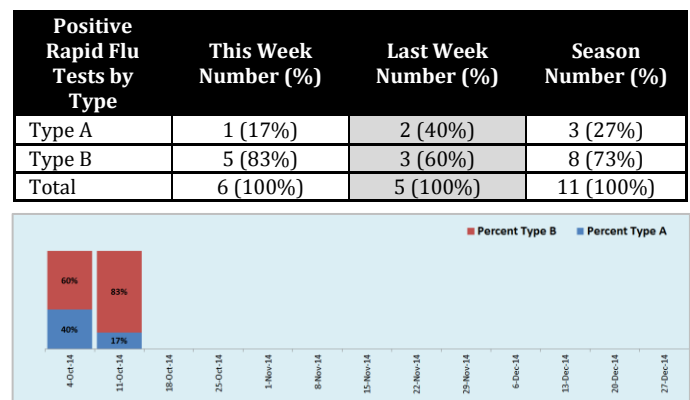 Positive
Rapid Flu
Tests by
Type
This Week
Number (%)
Last Week
Number (%)
Season
Number (%)
Type A 1 (17%) 2 (40%) 3 (27%)
Type B 5 (83%) 3 (60%) 8 (73%)
Total 6 (100%) 5 (100%) 11 (100%)
Percent Type B Percent Type A
60% 83%
40% 17%
4-Oct-14 11-Oct-14 18-Oct-14 25-Oct-14 1-Nov-14 8-Nov-14 15-Nov-14 22-Nov-14 29-Nov-14 6-Dec-14 13-Dec-14 20-Dec-14 27-Dec-14